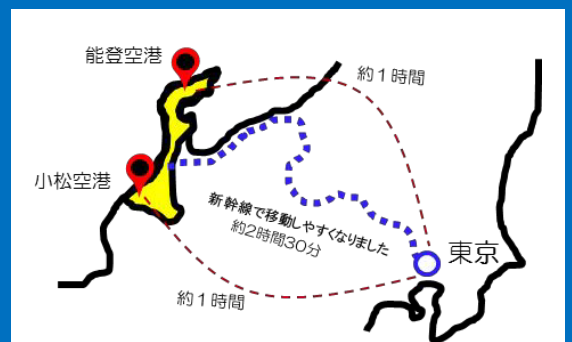 能登空港
約1時間
小松空港
新幹線で移動しやすくなりました
約2時間30分
東京
約1時間